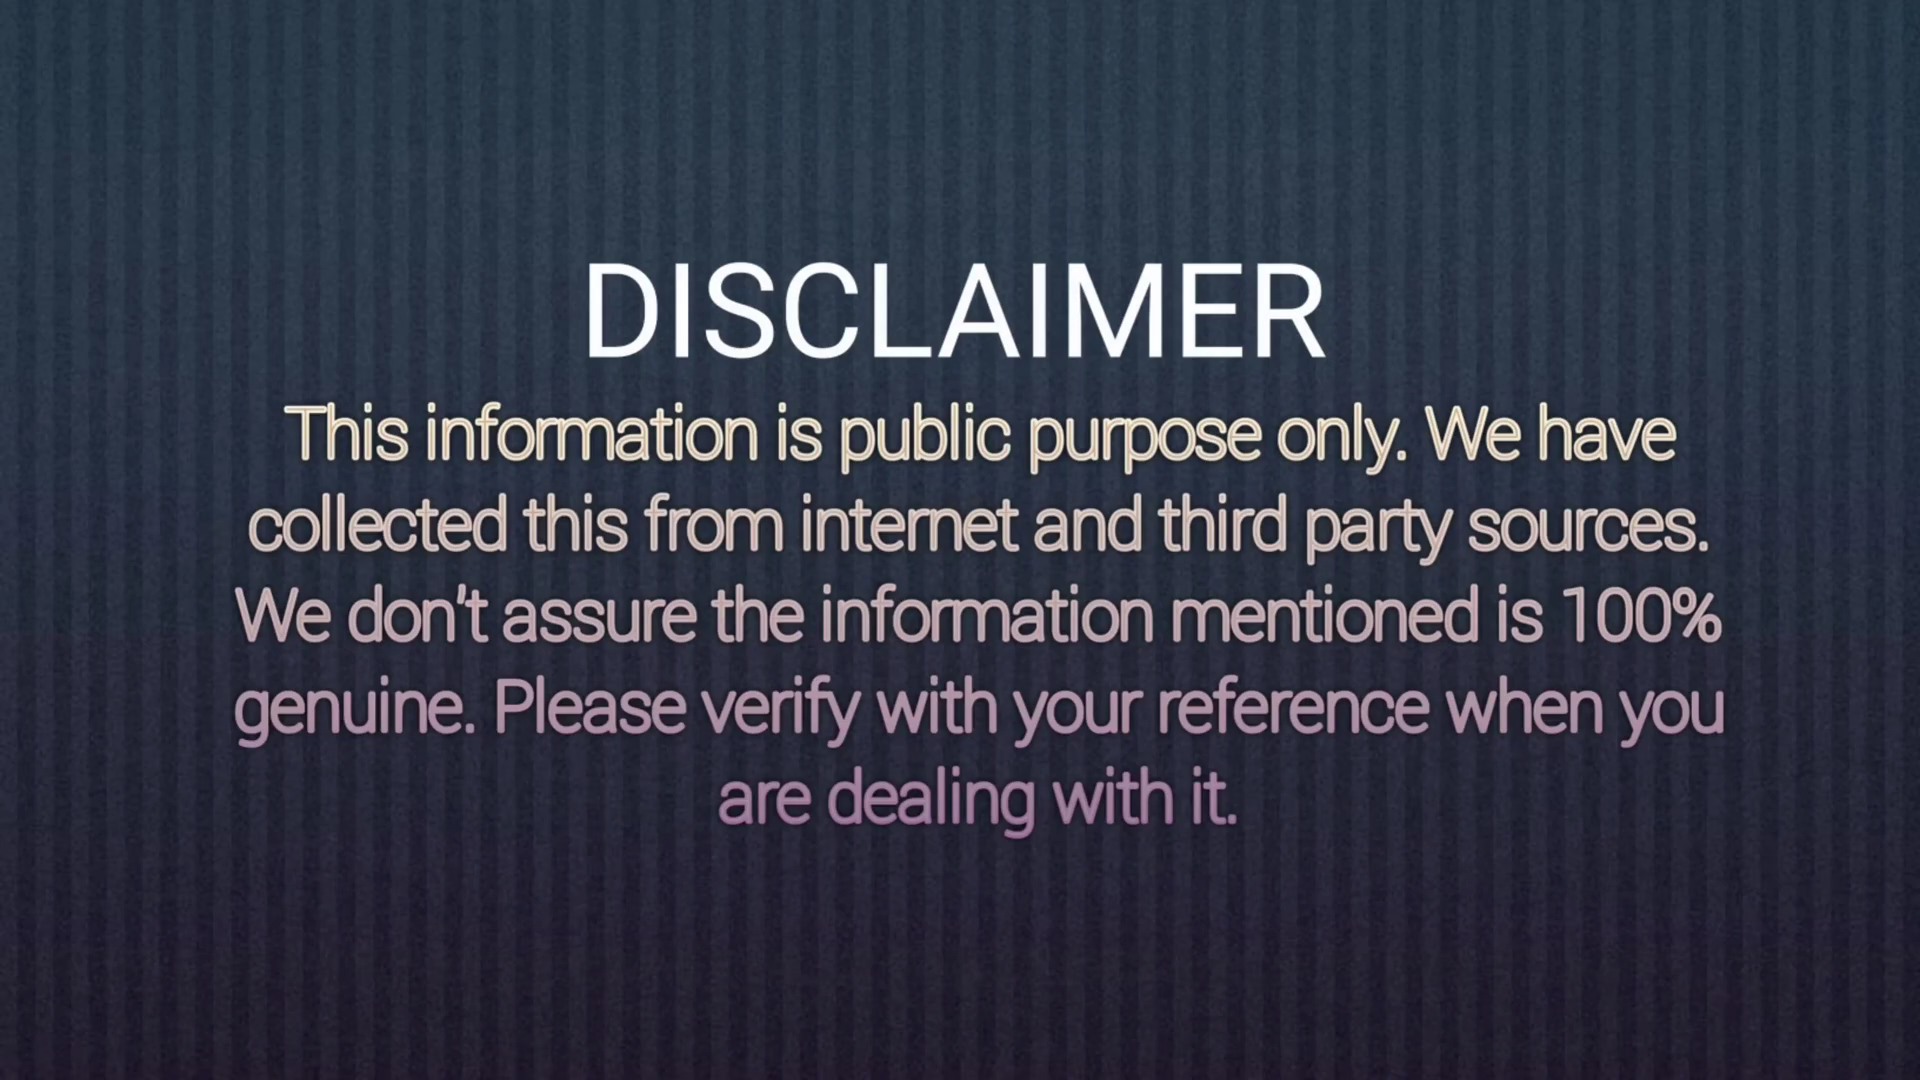 DISCLAIMER
This information is public purpose only. We have
collected this from internet and third party sources.
We don't assure the information mentioned is 100%
genuine. Please verify with your reference when you
are dealing with it.